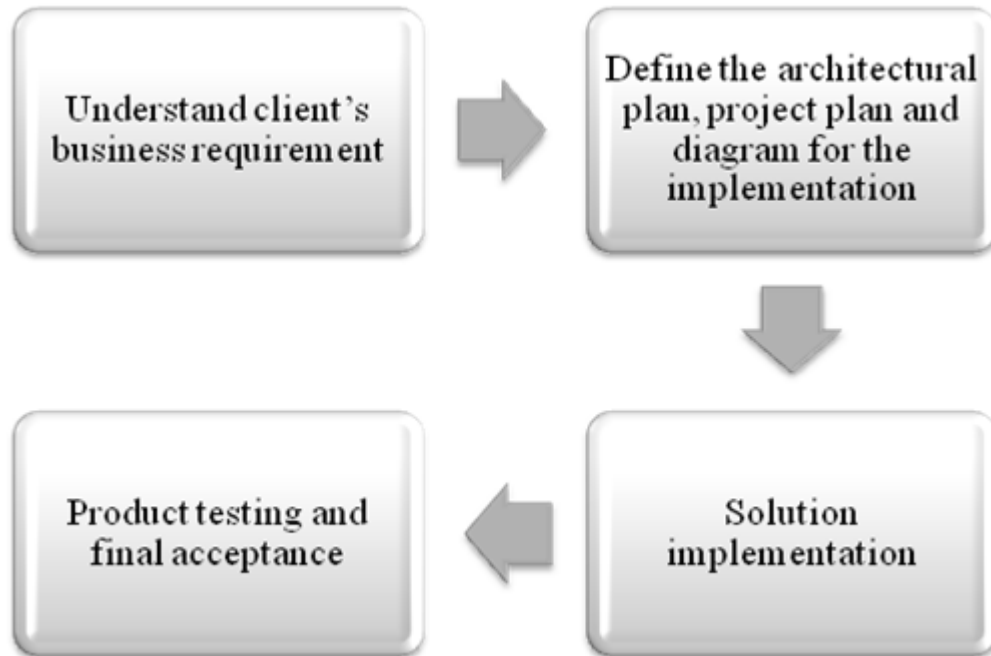 Understand client’s
business requirement
Define the architectural
plan, project plan and
diagram for the
implementation
Solution
implementation
Product testing and
final acceptance